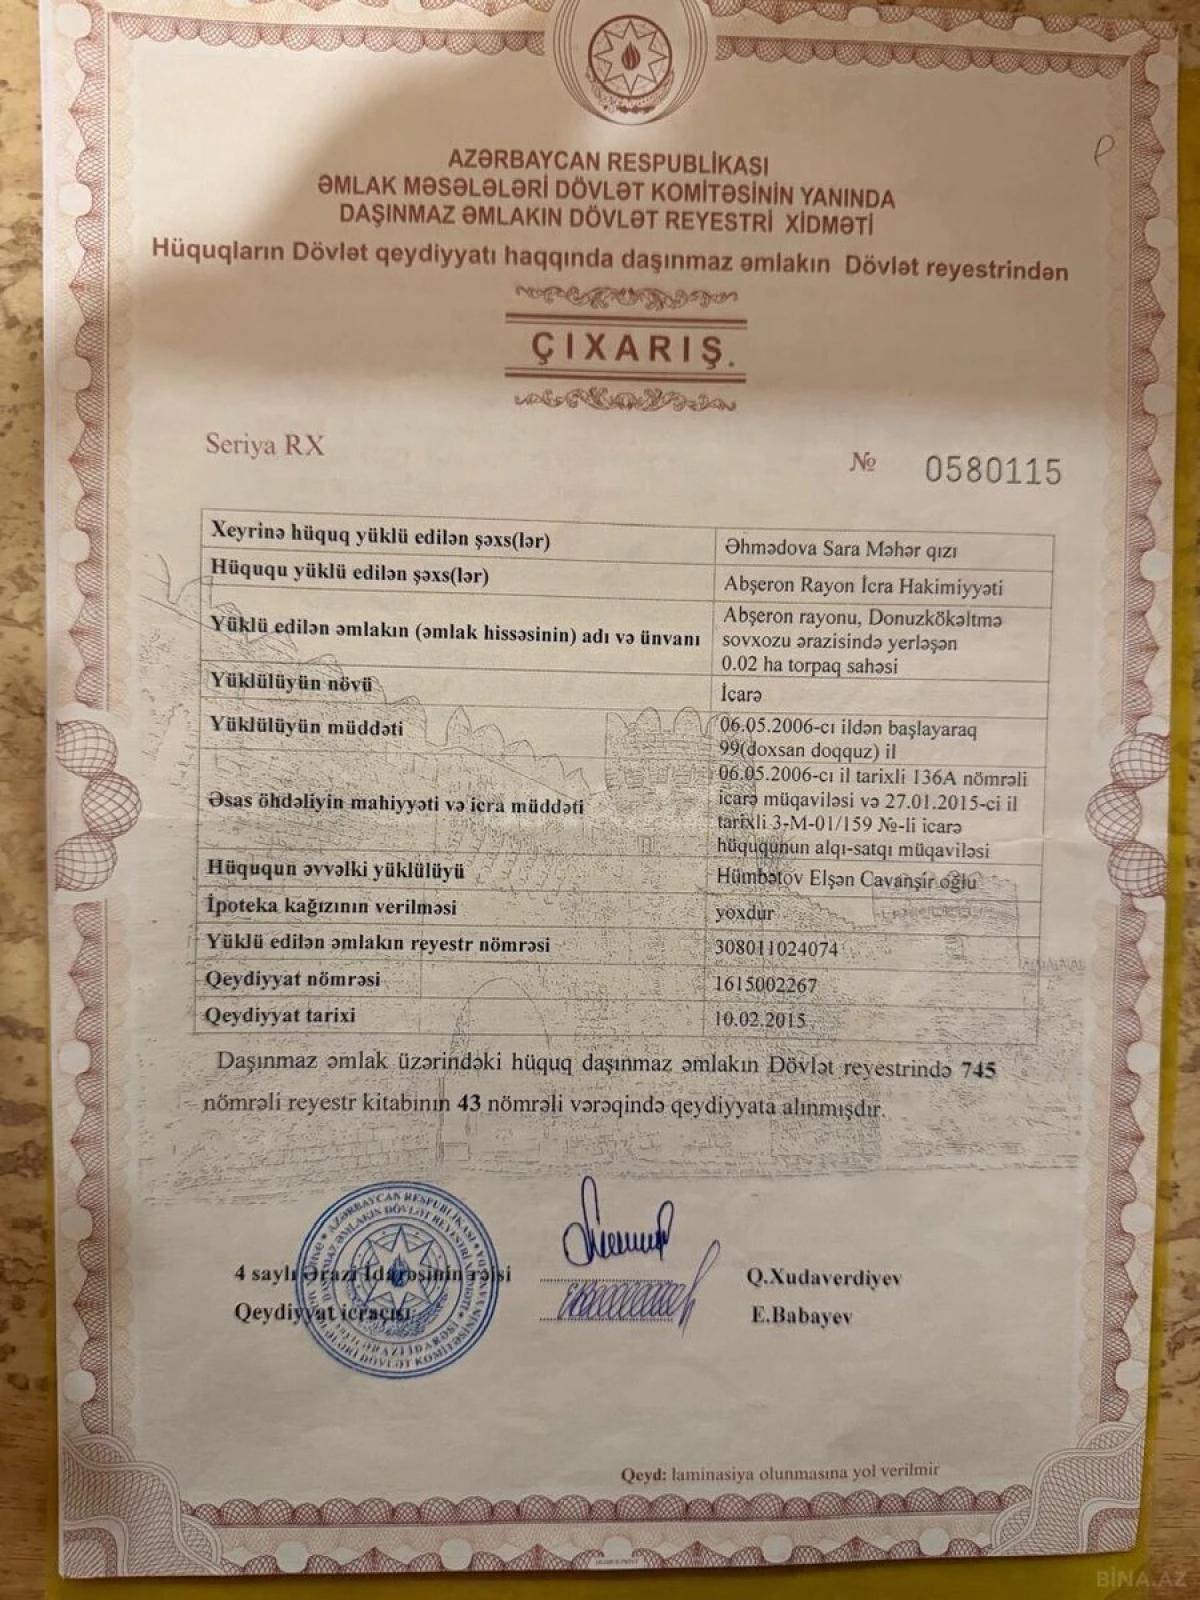 AZƏRBAYCAN RESPUBLİKASI
ƏMLAK MƏSƏLƏLƏRİ DÖVLƏT KOMİTƏSİNİN YANINDA
DAŞINMAZ ƏMLAKIN DÖVLƏT REYESTRİ XİDMƏTİ
Hüquqların Dövlət qeydiyyatı haqqında daşınmaz əmlakın Dövlət reyestrindən
ÇIXARIŞ.
Seriya RX
№ 0580115
Xeyrinə hüquq yüklü edilən şəxs(lər)
Əhmədova Sara Məhər qızı
Hüququ yüklü edilən şəxs(lər)
Abşeron Rayon İcra Hakimiyyəti
Yüklü edilən əmlakın (əmlak hissəsinin) adı və ünvanı
Abşeron rayonu, Donuzkökəltmə
sovxozu ərazisində yerləşən
0.02 ha torpaq sahəsi
Yüklülüyün növü
İcarə
Yüklülüyün müddəti
06.05.2006-cı ildən başlayaraq
99(doxsan doqquz) il
Əsas öhdəliyin mahiyyəti və icra müddəti
06.05.2006-cı il tarixli 136A nömrəli
icarə müqaviləsi və 27.01.2015-ci il
tarixli 3-M-01/159 №-li icarə
hüququnun alqı-satqı müqaviləsi
Hüququn əvvəlki yüklülüyü
Hümbətov Elşən Cavanşir oğlu
İpoteka kağızının verilməsi
yoxdur
Yüklü edilən əmlakın reyestr nömrəsi
308011024074
Qeydiyyat nömrəsi
1615002267
Qeydiyyat tarixi
10.02.2015
Daşınmaz əmlak üzərindəki hüquq daşınmaz əmlakın Dövlət reyestrində 745
nömrəli reyestr kitabının 43 nömrəli vərəqində qeydiyyata alınmışdır.
4 saylı Ərazi İdarəsinin rəisi
Q.Xudaverdiyev
Qeydiyyat icraçısı
E.Babayev
Qeyd: laminasiya olunmasına yol verilmir
BİNA.AZ